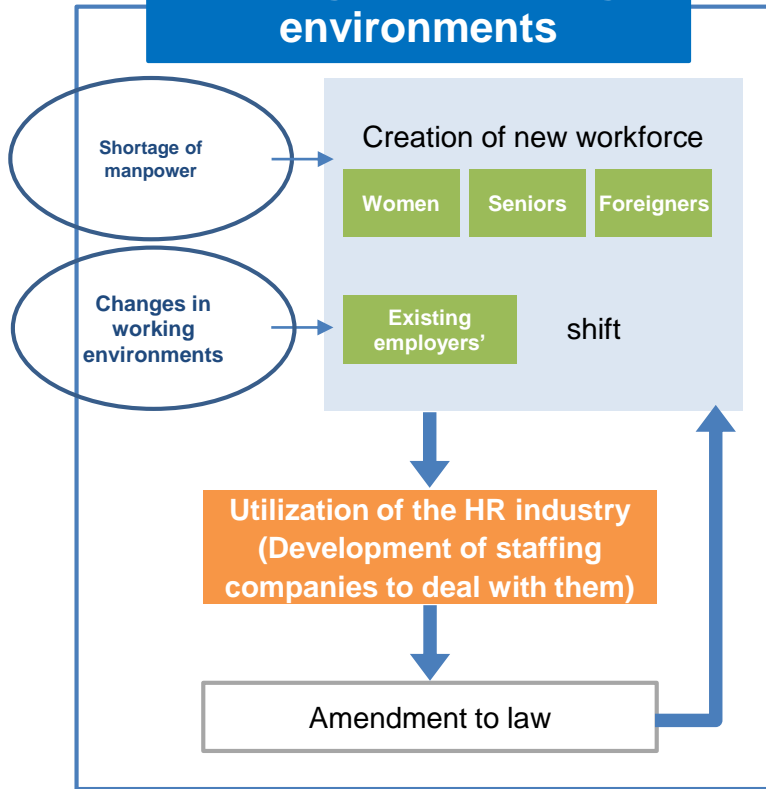 environments
Shortage of
manpower
Creation of new workforce
Women
Seniors
Foreigners
Changes in
working
environments
Existing
employers’
shift
Utilization of the HR industry
(Development of staffing
companies to deal with them)
Amendment to law